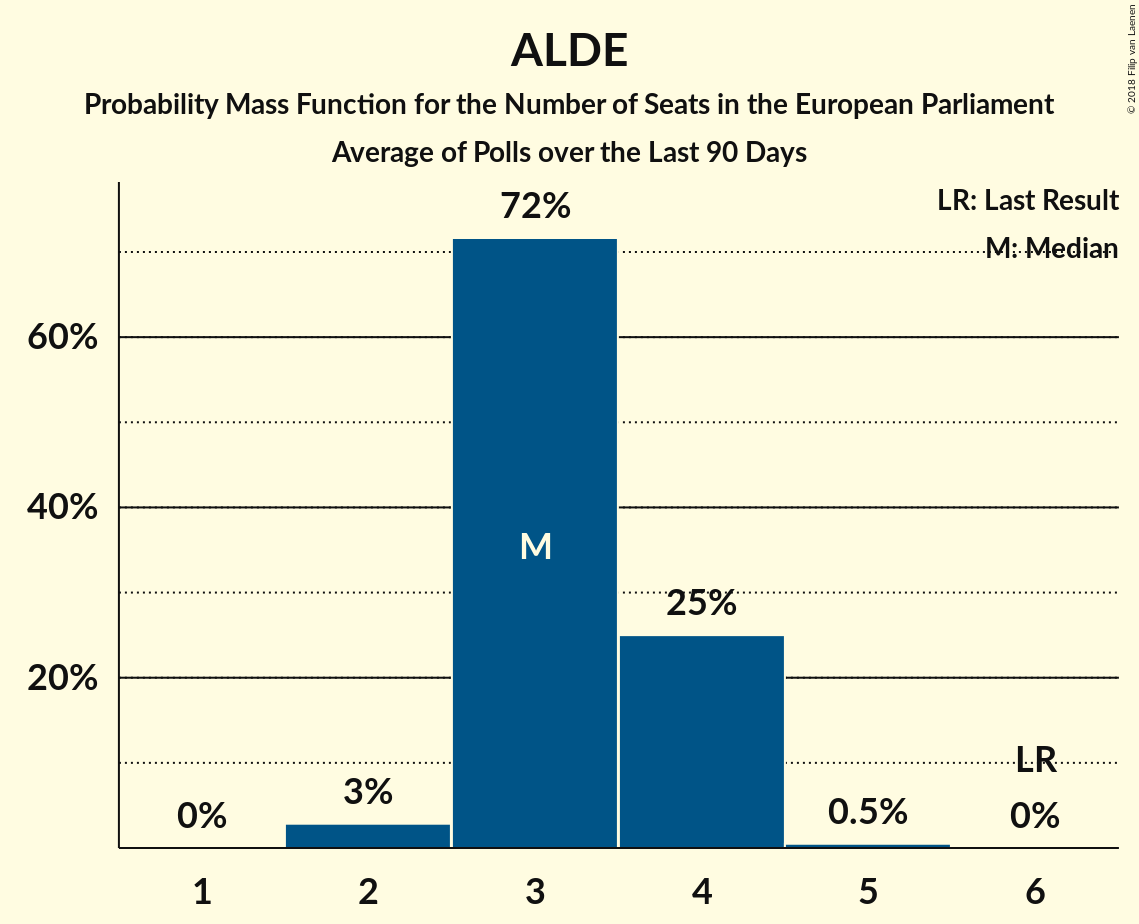 ALDE
Probability Mass Function for the Number of Seats in the European Parliament
Average of Polls over the Last 90 Days
© 2018 Filip van Laenen
LR: Last Result
M: Median
72%
60%
40%
M
25%
20%
LR
3%
0%
0.5%
0%
1 2 3 4 5 6